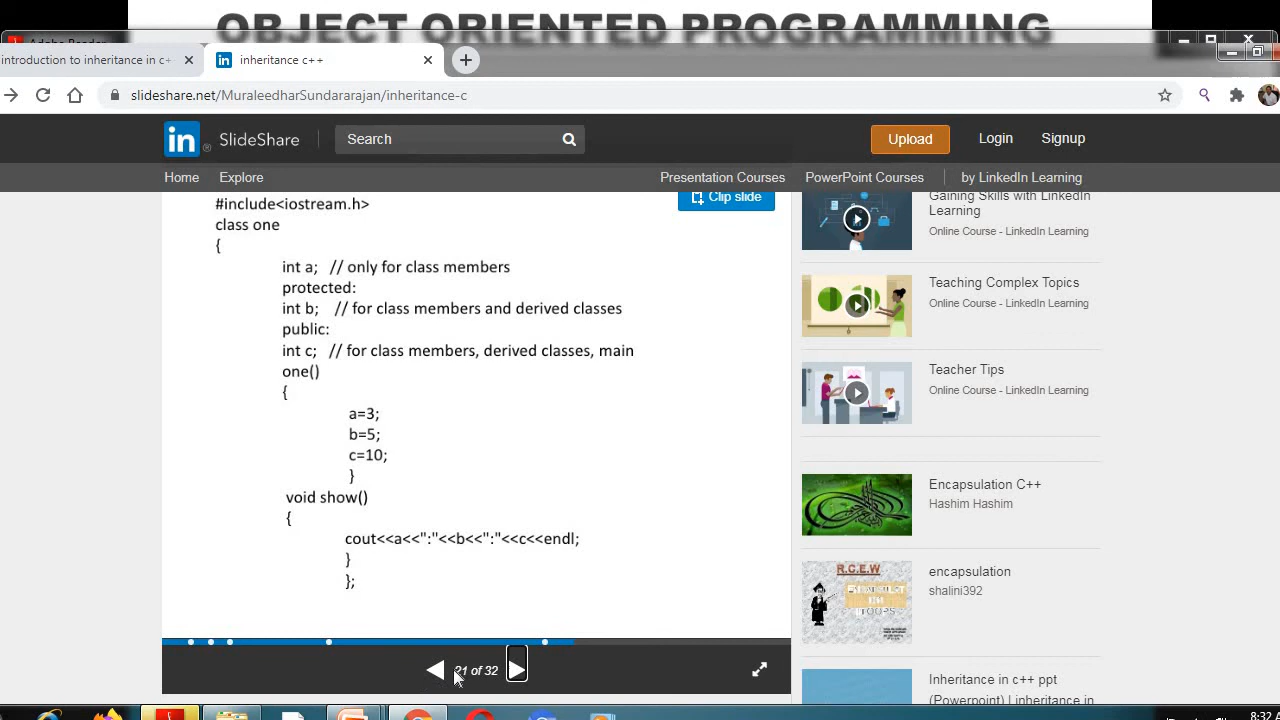 OBJECT ORIENTED PROGRAMMING
Adobe Reader
introduction to inheritance in c+
inheritance c++
slideshare.net/MuraleedharSundararajan/inheritance-c
in SlideShare
Search
Upload
Login
Signup
Home
Explore
Presentation Courses
PowerPoint Courses
by LinkedIn Learning
Clip slide
#include<iostream.h>
class one
{
int a; // only for class members
protected:
int b; // for class members and derived classes
public:
int c; // for class members, derived classes, main
one()
{
a=3;
b=5;
c=10;
}
void show()
{
cout<<a<<":"<<b<<":"<<c<<endl;
}
};
21 of 32
Gaining Skills with LinkedIn
Learning
Online Course - LinkedIn Learning
Teaching Complex Topics
Online Course - LinkedIn Learning
Teacher Tips
Online Course - LinkedIn Learning
Encapsulation C++
Hashim Hashim
R.C.E.W
encapsulation
shalini392
Inheritance in c++ ppt
(Powerpoint) | inheritance in
8:32